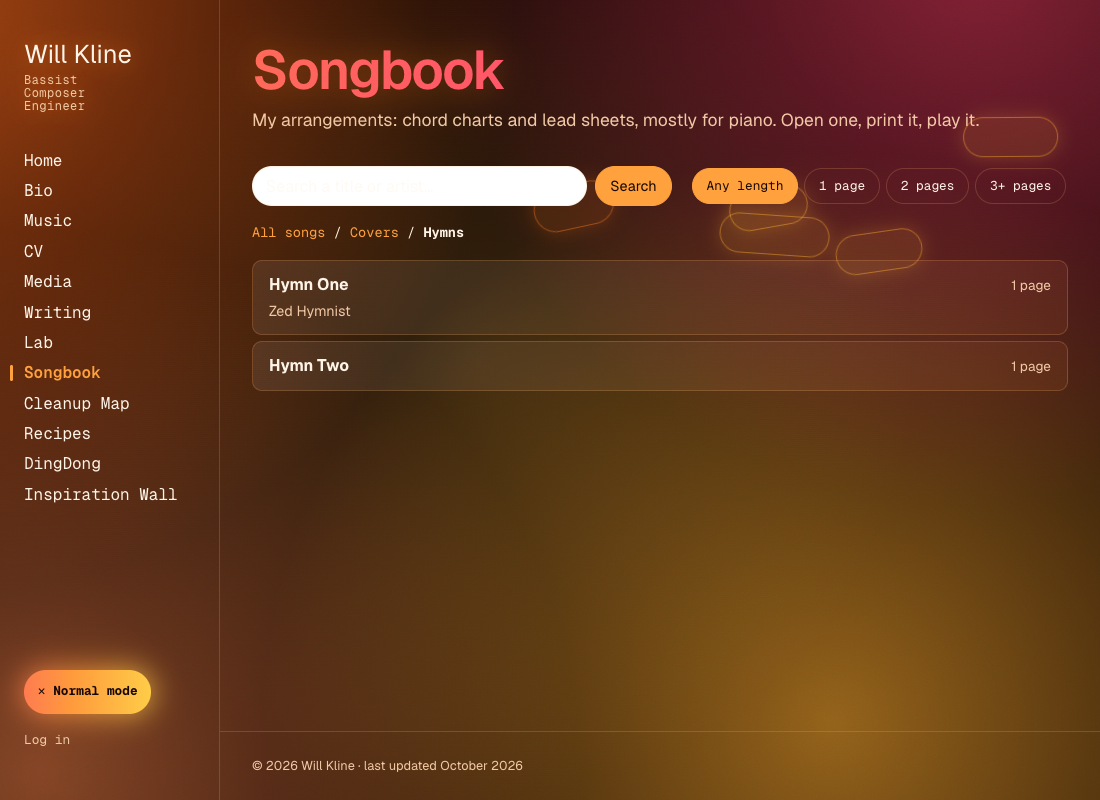 Will Kline
Bassist
Composer
Engineer
Home
Bio
Music
CV
Media
Writing
Lab
Songbook
Cleanup Map
Recipes
DingDong
Inspiration Wall
× Normal mode
Log in
Songbook
My arrangements: chord charts and lead sheets, mostly for piano. Open one, print it, play it.
Search Any length 1 page 2 pages 3+ pages
All songs / Covers / Hymns
Hymn One 1 page
Zed Hymnist
Hymn Two 1 page
© 2026 Will Kline · last updated October 2026